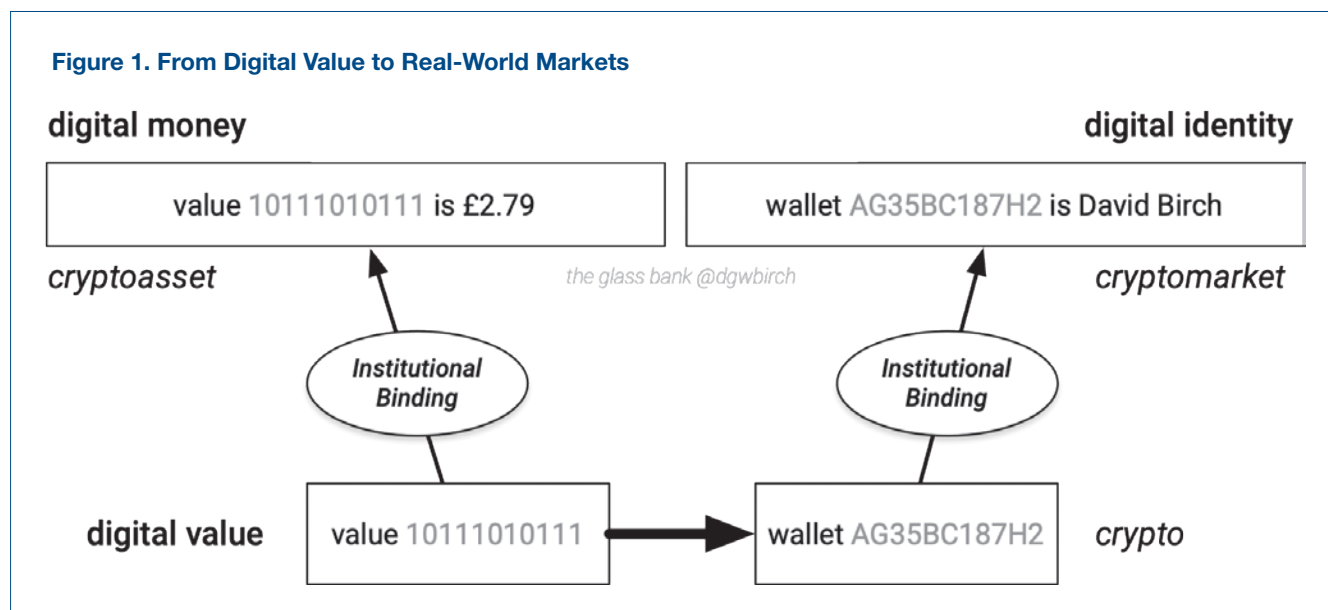 Figure 1. From Digital Value to Real-World Markets
digital money
digital identity
value 10111010111 is £2.79
wallet AG35BC187H2 is David Birch
cryptoasset
the glass bank @dgwbirch
cryptomarket
Institutional
Binding
Institutional
Binding
digital value
value 10111010111
wallet AG35BC187H2
crypto